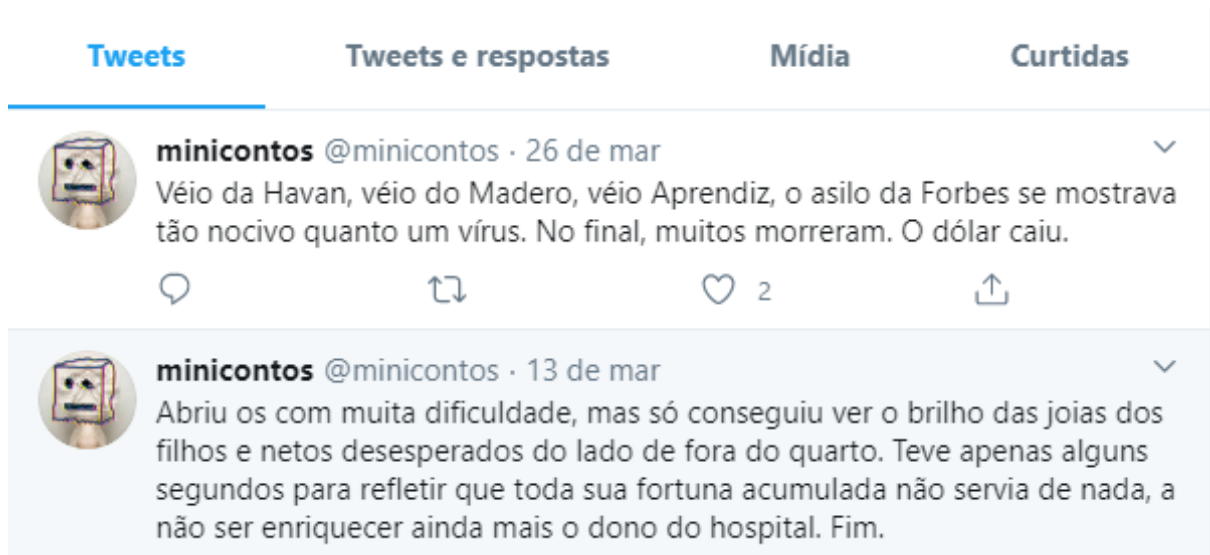 Tweets Tweets e respostas Mídia Curtidas
minicontos @minicontos · 26 de mar
Véio da Havan, véio do Madero, véio Aprendiz, o asilo da Forbes se mostrava
tão nocivo quanto um vírus. No final, muitos morreram. O dólar caiu.
2
minicontos @minicontos · 13 de mar
Abriu os com muita dificuldade, mas só conseguiu ver o brilho das joias dos
filhos e netos desesperados do lado de fora do quarto. Teve apenas alguns
segundos para refletir que toda sua fortuna acumulada não servia de nada, a
não ser enriquecer ainda mais o dono do hospital. Fim.